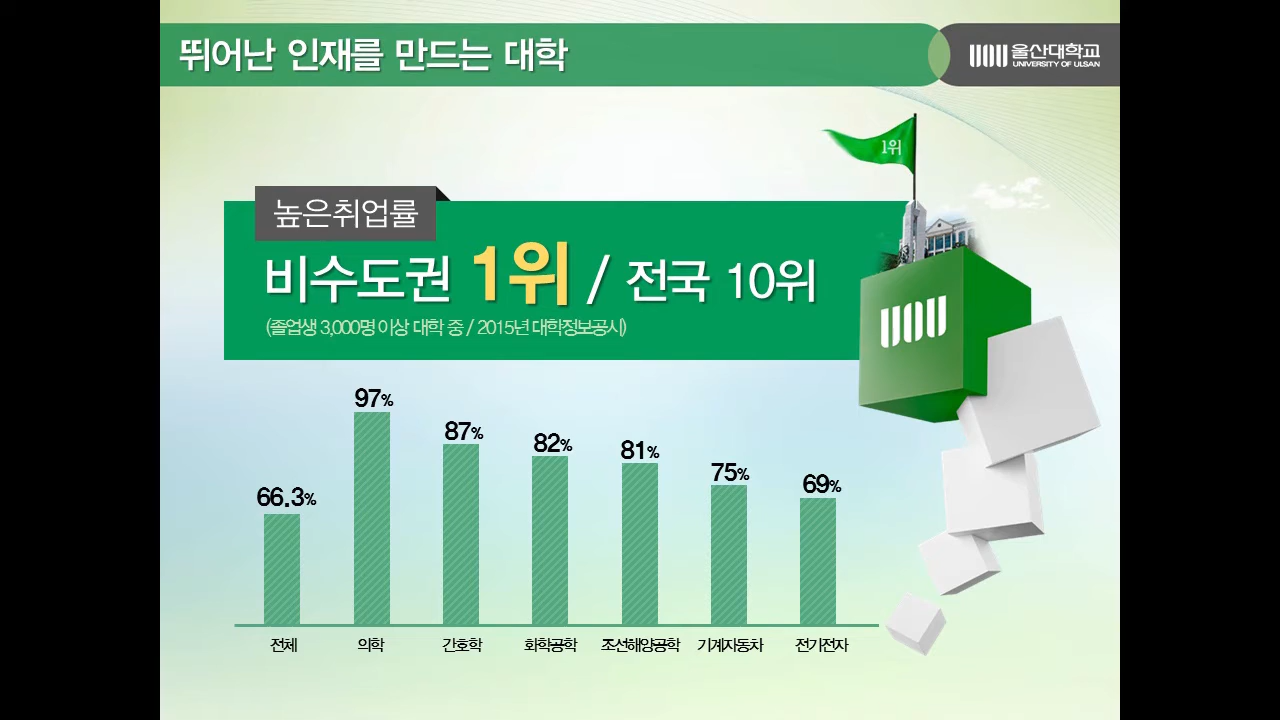 뛰어난 인재를 만드는 대학
울산대학교
UNIVERSITY OF ULSAN
1위
높은취업률
비수도권 1위 / 전국 10위
(졸업생 3,000명 이상 대학 중 / 2015년 대학정보공시)
UOU
66.3% 97% 87% 82% 81% 75% 69%
전체 의학 간호학 화학공학 조선해양공학 기계자동차 전기전자